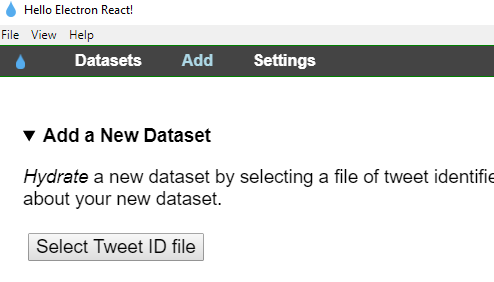 Hello Electron React!
File View Help
Datasets Add Settings
Add a New Dataset
Hydrate a new dataset by selecting a file of tweet
about your new dataset.
Select Tweet ID file